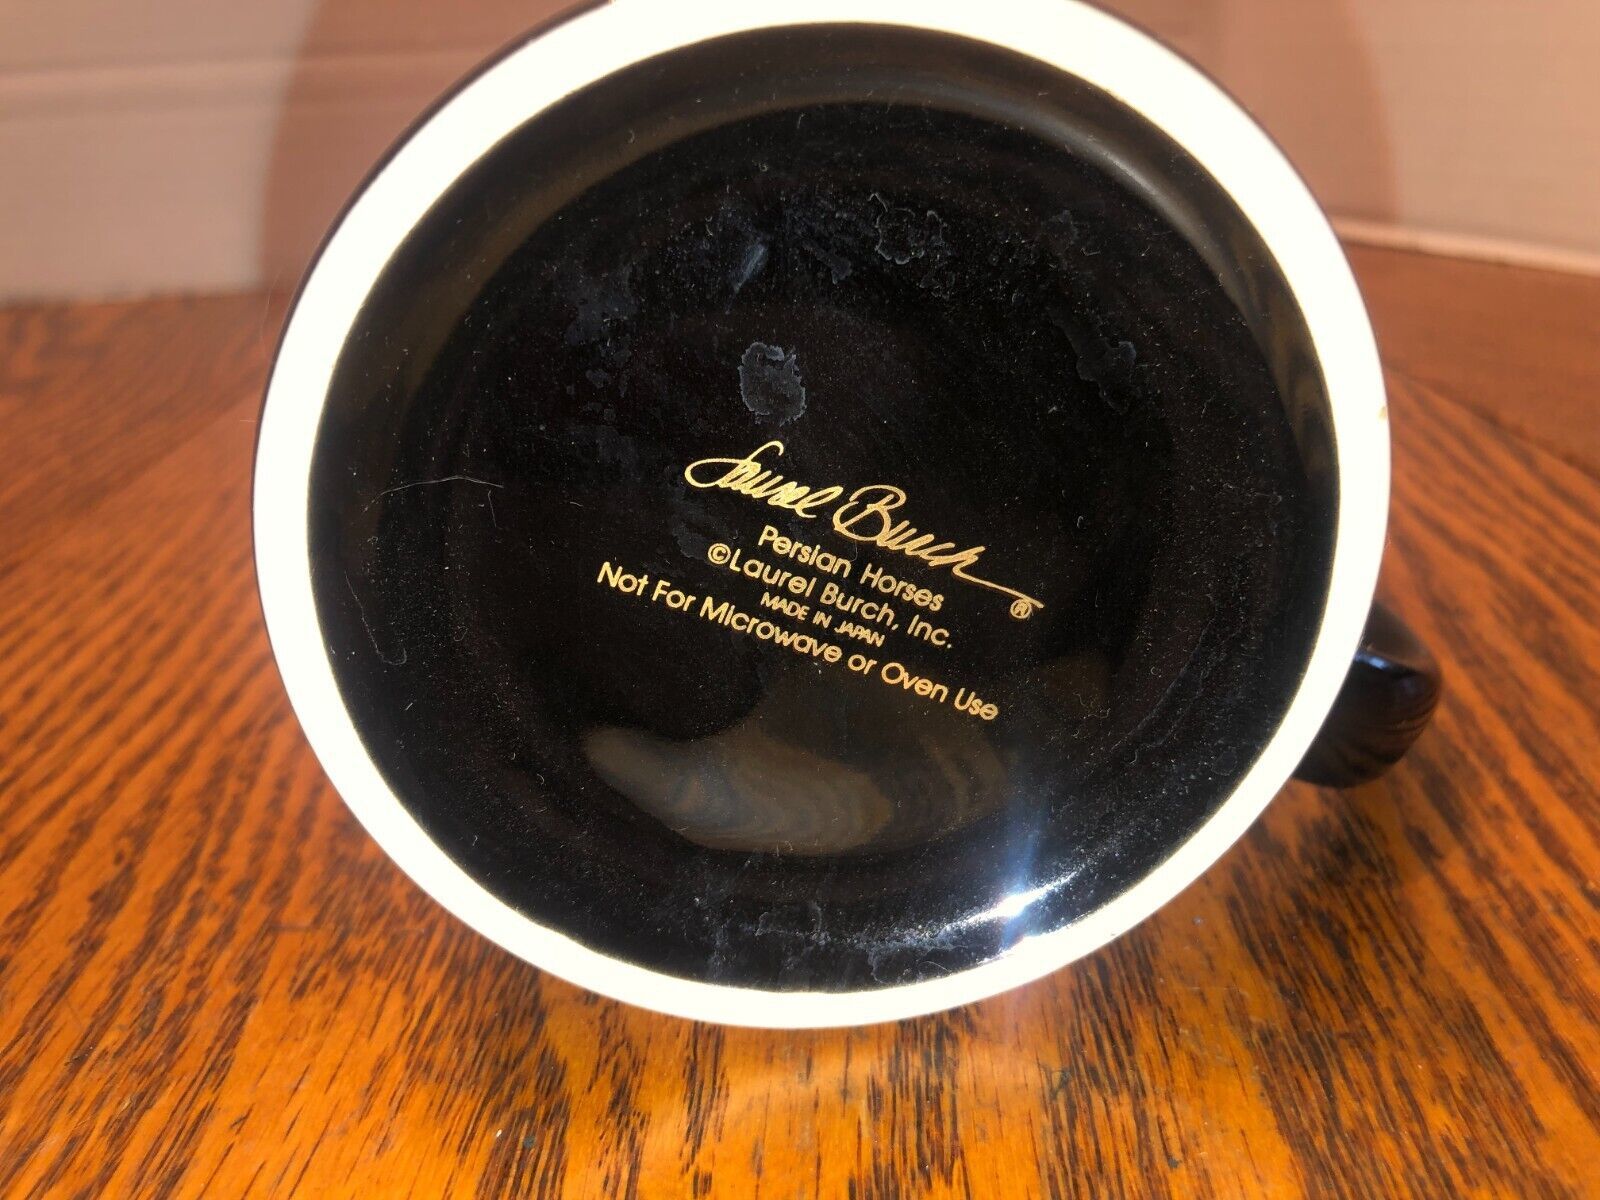 Laurel Burch ®
Persian Horses
©Laurel Burch, Inc.
MADE IN JAPAN
Not For Microwave or Oven Use